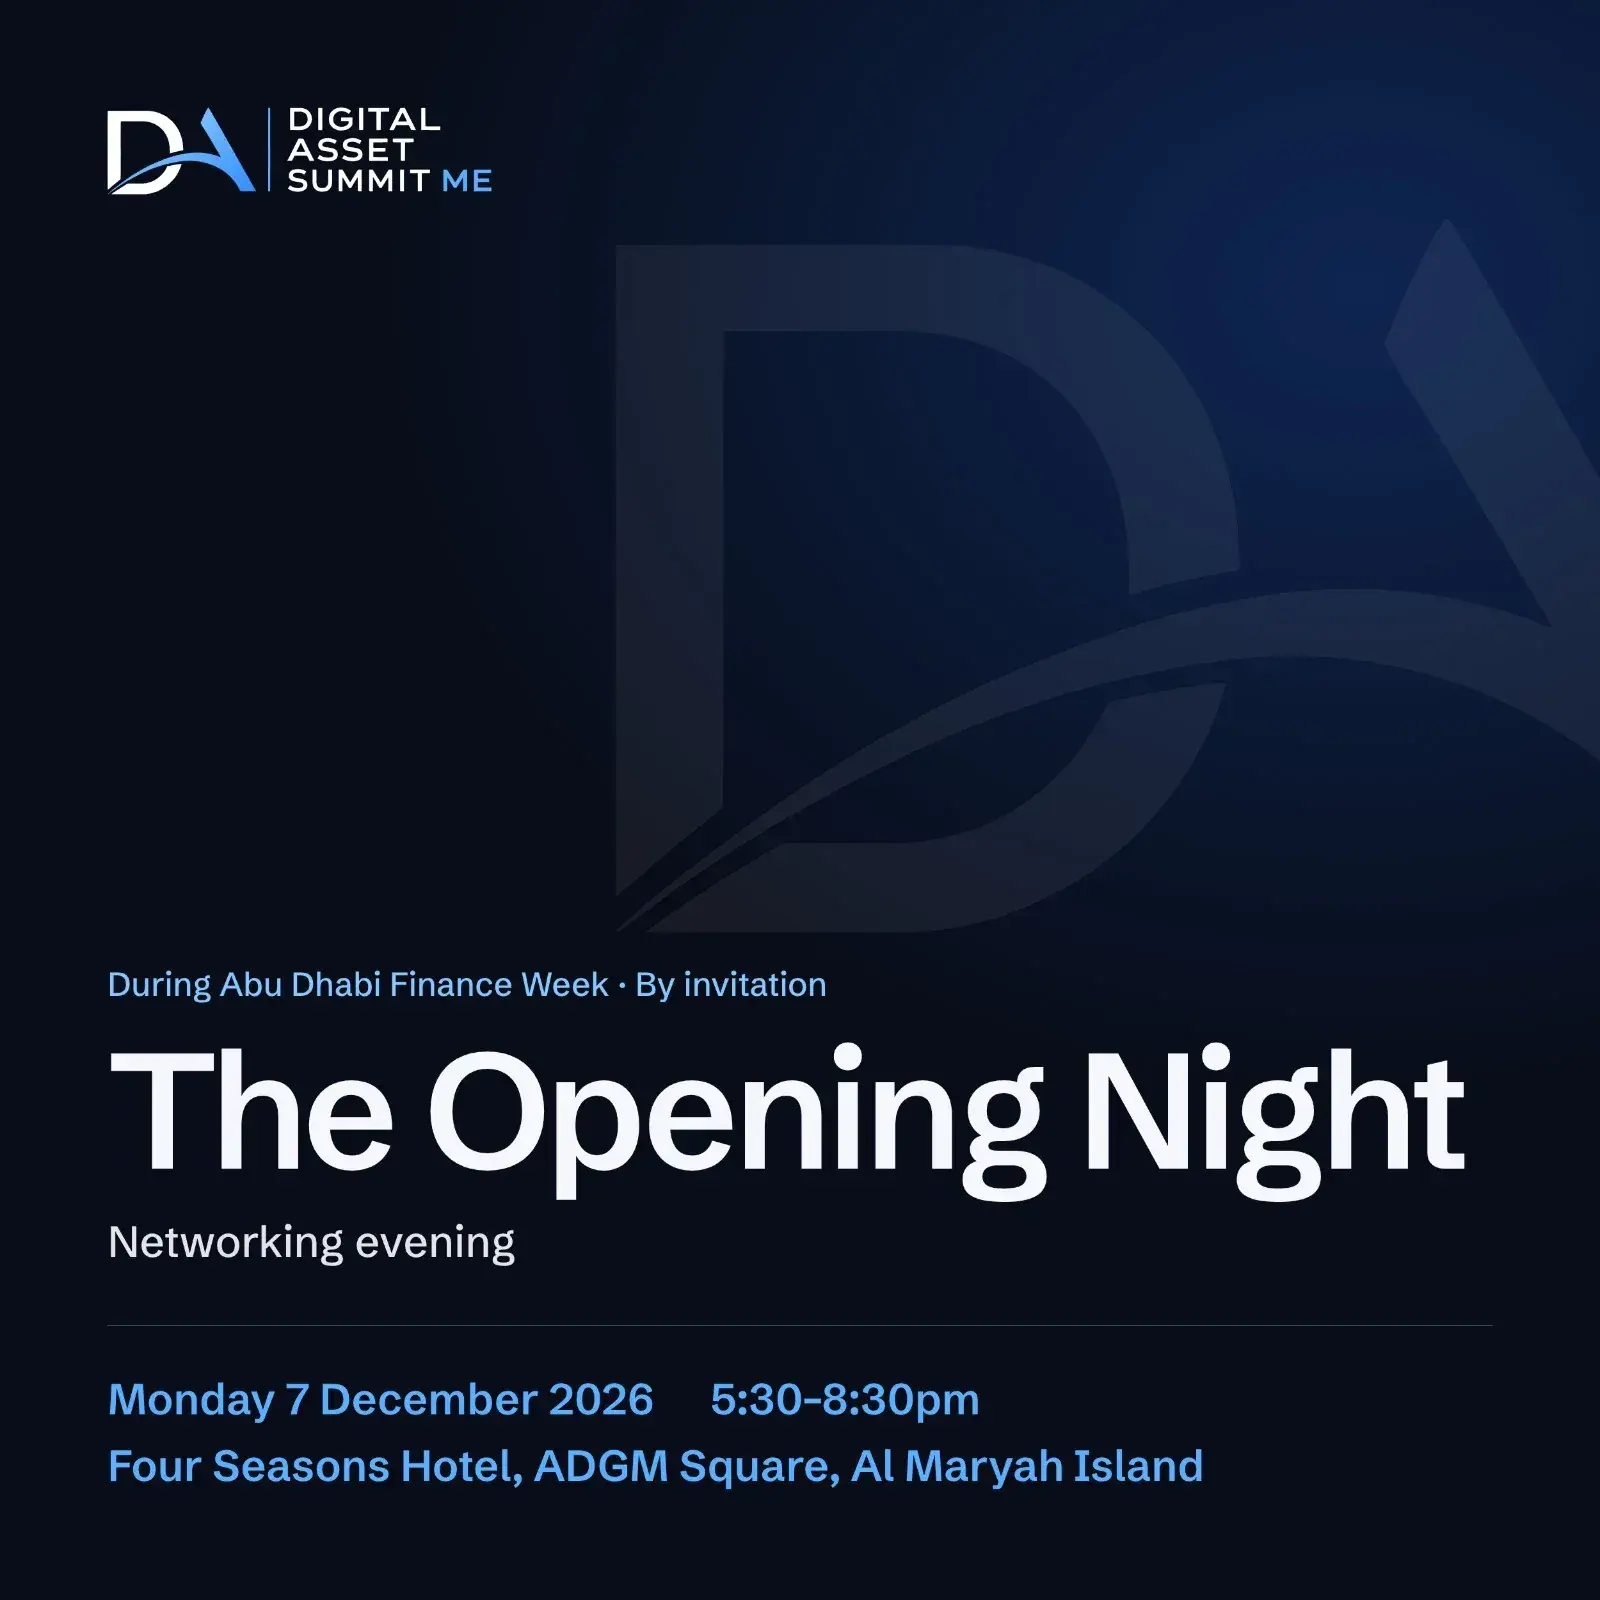 DA
DIGITAL
ASSET
SUMMIT ME
During Abu Dhabi Finance Week · By invitation
The Opening Night
Networking evening
Monday 7 December 2026 5:30–8:30pm
Four Seasons Hotel, ADGM Square, Al Maryah Island